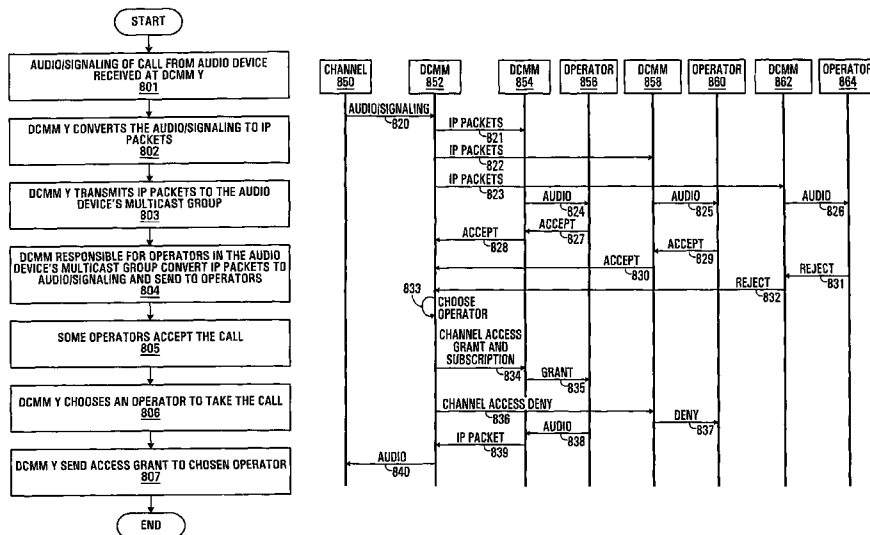 START
AUDIO/SIGNALING OF CALL FROM AUDIO DEVICE
RECEIVED AT DCMM Y
801
DCMM Y CONVERTS THE AUDIO/SIGNALING TO IP
PACKETS
802
DCMM Y TRANSMITS IP PACKETS TO THE AUDIO
DEVICE'S MULTICAST GROUP
803
DCMM RESPONSIBLE FOR OPERATORS IN THE AUDIO
DEVICE'S MULTICAST GROUP CONVERT IP PACKETS TO
AUDIO/SIGNALING AND SEND TO OPERATORS
804
SOME OPERATORS ACCEPT THE CALL
805
DCMM Y CHOOSES AN OPERATOR TO TAKE THE CALL
806
DCMM Y SEND ACCESS GRANT TO CHOSEN OPERATOR
807
END
CHANNEL
850
DCMM
852
DCMM
854
OPERATOR
856
DCMM
858
OPERATOR
860
DCMM
862
OPERATOR
864
AUDIO/SIGNALING
820
IP PACKETS
821
IP PACKETS
822
IP PACKETS
823
AUDIO
824
AUDIO
825
AUDIO
826
ACCEPT
827
ACCEPT
828
ACCEPT
829
ACCEPT
830
REJECT
831
REJECT
832
833
CHOOSE
OPERATOR
CHANNEL ACCESS
GRANT AND
SUBSCRIPTION
834
GRANT
835
CHANNEL ACCESS DENY
836
DENY
837
AUDIO
838
IP PACKET
839
AUDIO
840